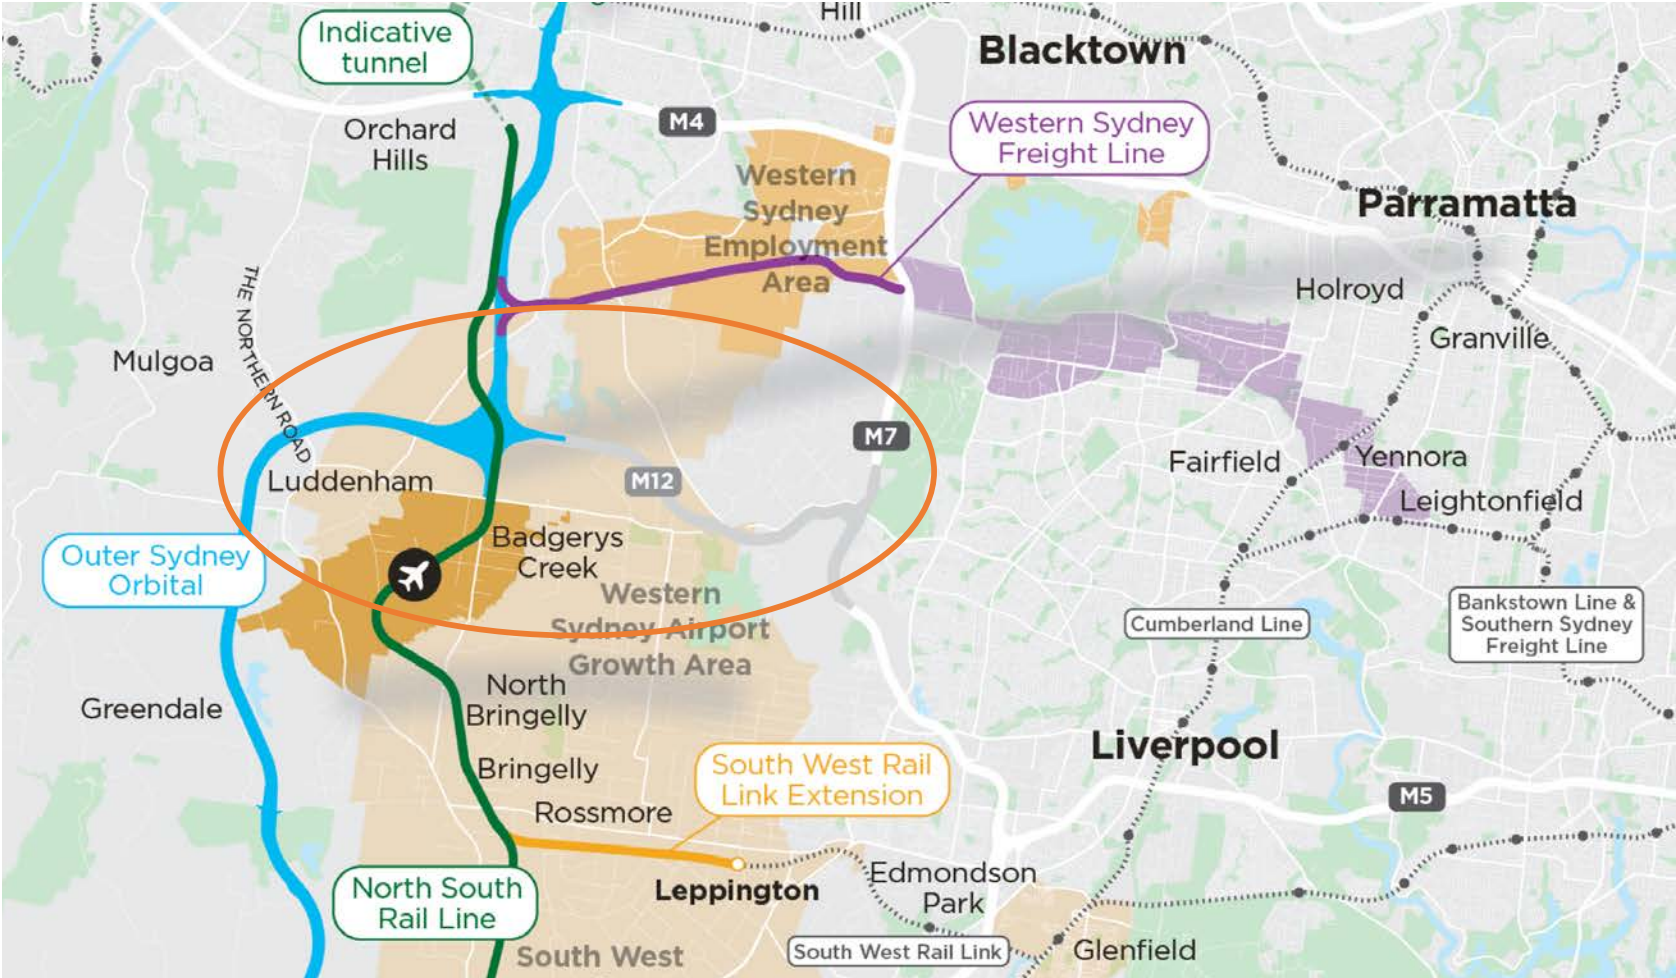 Hill
Indicative
tunnel
Blacktown
M4
Orchard
Hills
Western Sydney
Freight Line
Western
Sydney
Employment
Area
Parramatta
THE NORTHERN ROAD
Holroyd
Granville
Mulgoa
M7
Fairfield
Yennora
Luddenham
M12
Leightonfield
Badgerys
Creek
Outer Sydney
Orbital
Western
Sydney Airport
Growth Area
Cumberland Line
Bankstown Line &
Southern Sydney
Freight Line
North
Bringelly
Greendale
Liverpool
Bringelly
South West Rail
Link Extension
M5
Rossmore
North South
Rail Line
Leppington
Edmondson
Park
South West
South West Rail Link
Glenfield